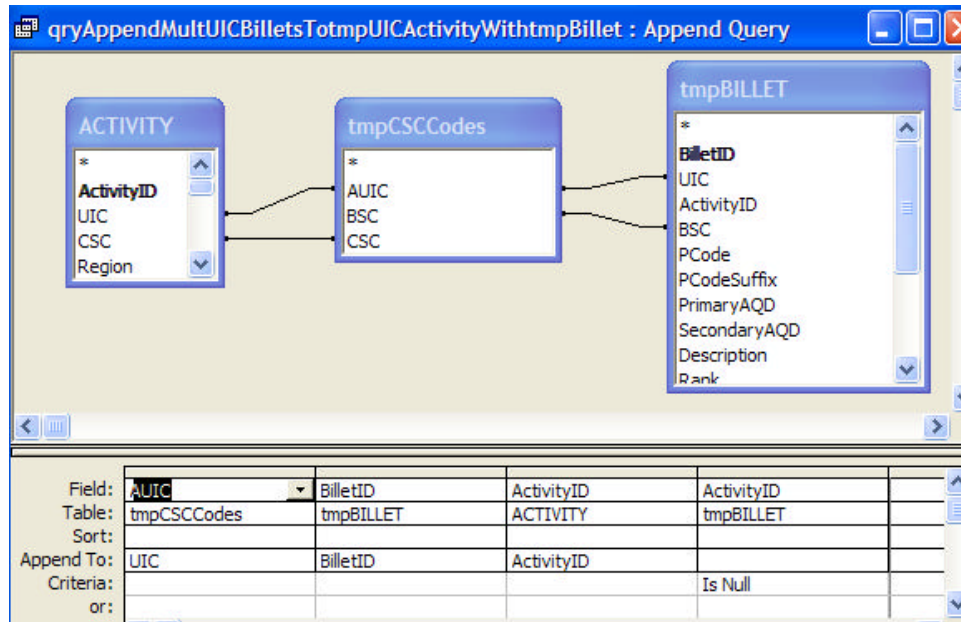 qryAppendMultUICBilletsTotmpUICActivityWithtmpBillet : Append Query
ACTIVITY
*
ActivityID
UIC
CSC
Region
tmpCSCCodes
*
AUIC
BSC
CSC
tmpBILLET
*
BilletID
UIC
ActivityID
BSC
PCode
PCodeSuffix
PrimaryAQD
SecondaryAQD
Description
Rank
Field: AUIC BilletID ActivityID ActivityID
Table: tmpCSCCodes tmpBILLET ACTIVITY tmpBILLET
Sort:
Append To: UIC BilletID ActivityID
Criteria: Is Null
or: